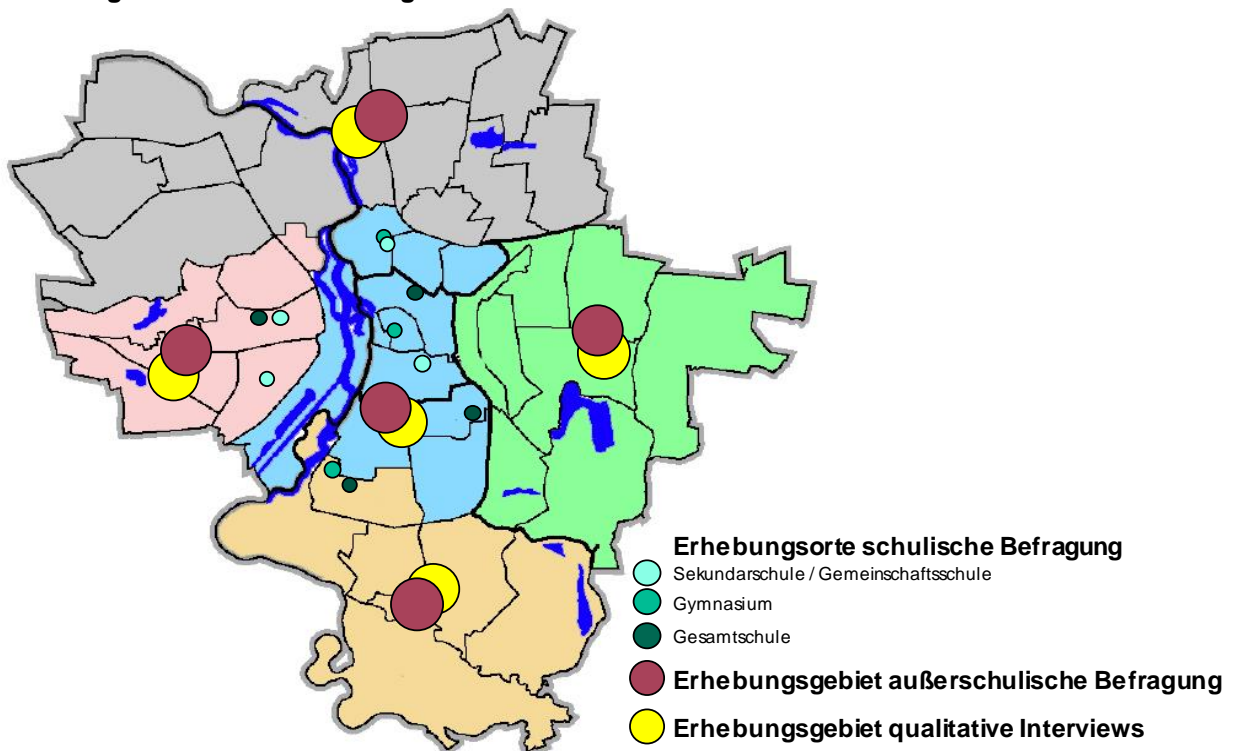 Erhebungsorte schulische Befragung
Sekundarschule / Gemeinschaftsschule
Gymnasium
Gesamtschule
Erhebungsgebiet außerschulische Befragung
Erhebungsgebiet qualitative Interviews